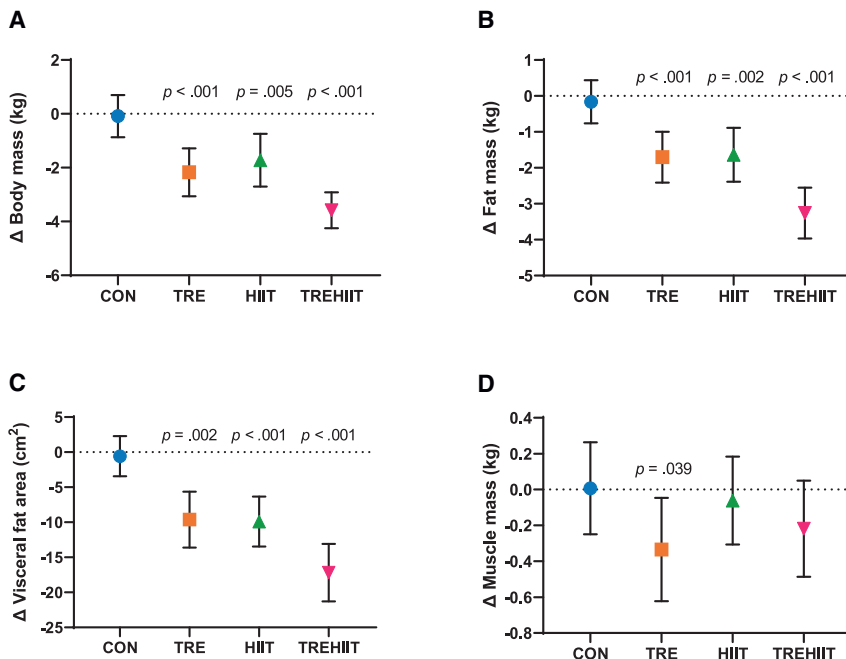 A
Δ Body mass (kg)
2
0
-2
-4
-6
p < .001 p = .005 p < .001
CON TRE HIIT TREHIIT
B
Δ Fat mass (kg)
1
0
-1
-2
-3
-4
-5
p < .001 p = .002 p < .001
CON TRE HIIT TREHIIT
C
Δ Visceral fat area (cm²)
5
0
-5
-10
-15
-20
-25
p = .002 p < .001 p < .001
CON TRE HIIT TREHIIT
D
Δ Muscle mass (kg)
0.4
0.2
0.0
-0.2
-0.4
-0.6
-0.8
p = .039
CON TRE HIIT TREHIIT